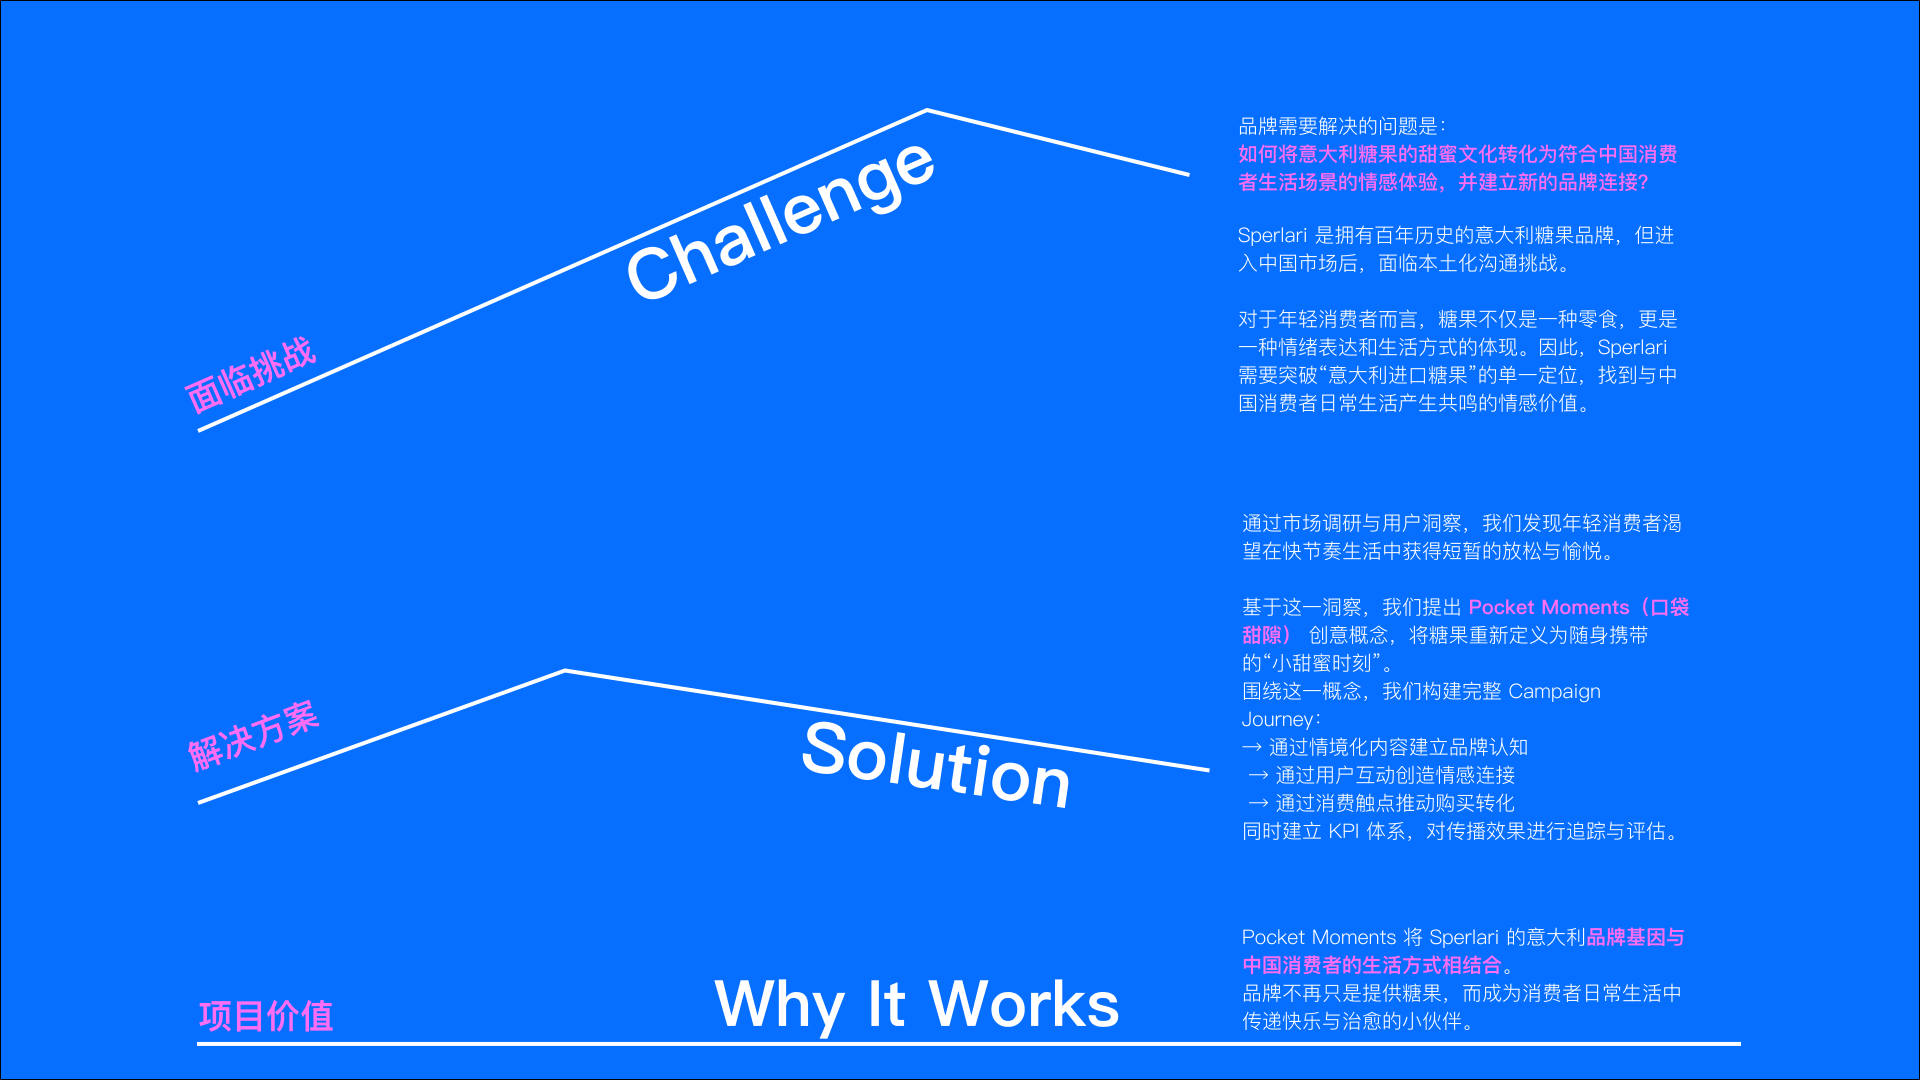 面临挑战
Challenge
品牌需要解决的问题是：
如何将意大利糖果的甜蜜文化转化为符合中国消费
者生活场景的情感体验，并建立新的品牌连接?
Sperlari 是拥有百年历史的意大利糖果品牌，但进
入中国市场后，面临本土化沟通挑战。
对于年轻消费者而言，糖果不仅是一种零食，更是
一种情绪表达和生活方式的体现。因此，Sperlari
需要突破“意大利进口糖果”的单一定位，找到与中
国消费者日常生活产生共鸣的情感价值。
解决方案
Solution
通过市场调研与用户洞察，我们发现年轻消费者渴
望在快节奏生活中获得短暂的放松与愉悦。
基于这一洞察，我们提出 Pocket Moments（口袋
甜隙） 创意概念，将糖果重新定义为随身携带
的“小甜蜜时刻”。
围绕这一概念，我们构建完整 Campaign
Journey：
→ 通过情境化内容建立品牌认知
→ 通过用户互动创造情感连接
→ 通过消费触点推动购买转化
同时建立 KPI 体系，对传播效果进行追踪与评估。
项目价值
Why It Works
Pocket Moments 将 Sperlari 的意大利品牌基因与
中国消费者的生活方式相结合。
品牌不再只是提供糖果，而成为消费者日常生活中
传递快乐与治愈的小伙伴。